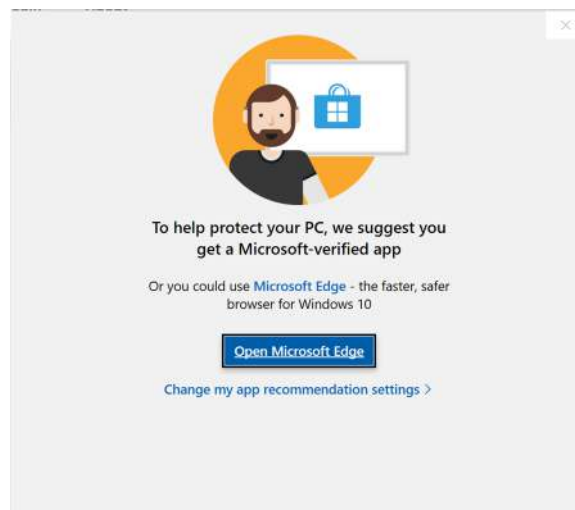 To help protect your PC, we suggest you
get a Microsoft-verified app
Or you could use Microsoft Edge - the faster, safer
browser for Windows 10
Open Microsoft Edge
Change my app recommendation settings >